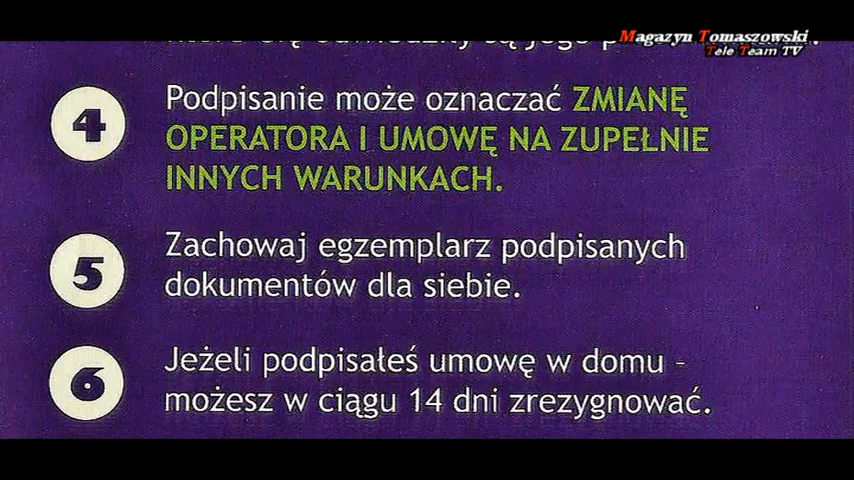 Magazyn Tomaszowski
Tele Team TV
4 Podpisanie może oznaczać ZMIANĘ
OPERATORA I UMOWĘ NA ZUPEŁNIE
INNYCH WARUNKACH.
5 Zachowaj egzemplarz podpisanych
dokumentów dla siebie.
6 Jeżeli podpisałeś umowę w domu -
możesz w ciągu 14 dni zrezygnować.